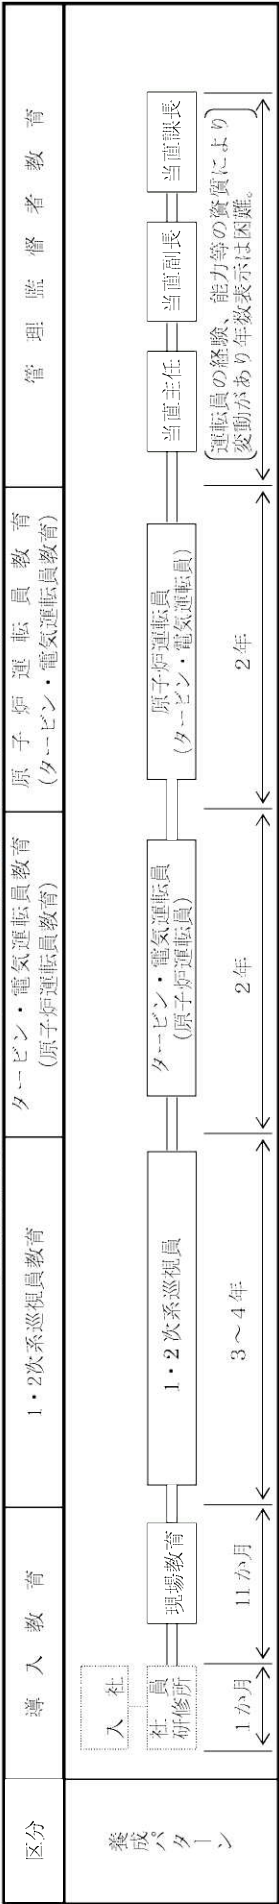 区分
導入教育
1・2次系巡視員教育
タービン・電気運転員教育
(原子炉運転員教育)
原子炉運転員教育
(タービン・電気運転員教育)
管理監督者教育
養成パターン
入社
社員
研修所
現場教育
1・2次系巡視員
タービン・電気運転員
(原子炉運転員)
原子炉運転員
(タービン・電気運転員)
当直主任
当直副長
当直課長
1か月
11か月
3～4年
2年
2年
運転員の経験、能力等の資質により
変動があり年数表示は困難。